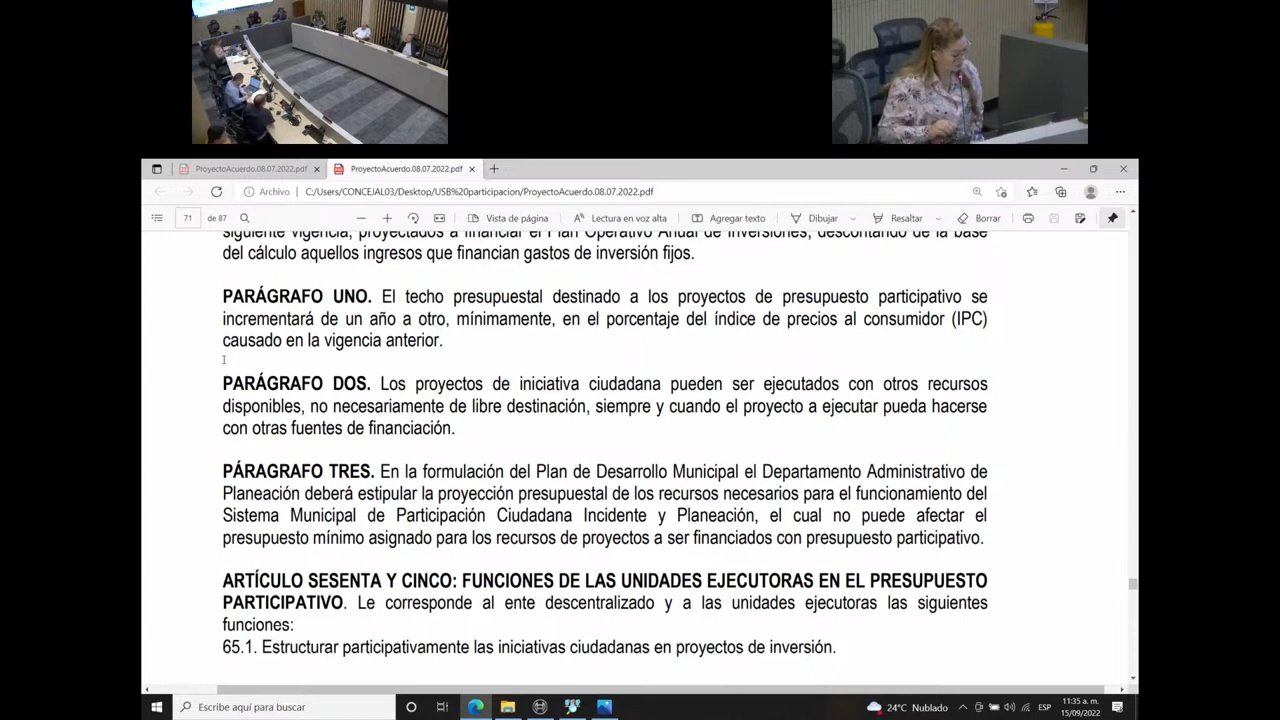 ProyectoAcuerdo.08.07.2022.pdf
ProyectoAcuerdo.08.07.2022.pdf
Archivo C:/Users/CONCEJAL03/Desktop/USB%20participacion/ProyectoAcuerdo.08.07.2022.pdf
71 de 87 Vista de página Lectura en voz alta Agregar texto Dibujar Resaltar Borrar
siguiente vigencia, proyectados a financiar el Plan Operativo Anual de Inversiones, descontando de la base
del cálculo aquellos ingresos que financian gastos de inversión fijos.
PARÁGRAFO UNO. El techo presupuestal destinado a los proyectos de presupuesto participativo se
incrementará de un año a otro, mínimamente, en el porcentaje del índice de precios al consumidor (IPC)
causado en la vigencia anterior.
PARÁGRAFO DOS. Los proyectos de iniciativa ciudadana pueden ser ejecutados con otros recursos
disponibles, no necesariamente de libre destinación, siempre y cuando el proyecto a ejecutar pueda hacerse
con otras fuentes de financiación.
PÁRAGRAFO TRES. En la formulación del Plan de Desarrollo Municipal el Departamento Administrativo de
Planeación deberá estipular la proyección presupuestal de los recursos necesarios para el funcionamiento del
Sistema Municipal de Participación Ciudadana Incidente y Planeación, el cual no puede afectar el
presupuesto mínimo asignado para los recursos de proyectos a ser financiados con presupuesto participativo.
ARTÍCULO SESENTA Y CINCO: FUNCIONES DE LAS UNIDADES EJECUTORAS EN EL PRESUPUESTO
PARTICIPATIVO. Le corresponde al ente descentralizado y a las unidades ejecutoras las siguientes
funciones:
65.1. Estructurar participativamente las iniciativas ciudadanas en proyectos de inversión.
Escribe aquí para buscar
24°C Nublado
ESP
11:35 a. m.
15/09/2022